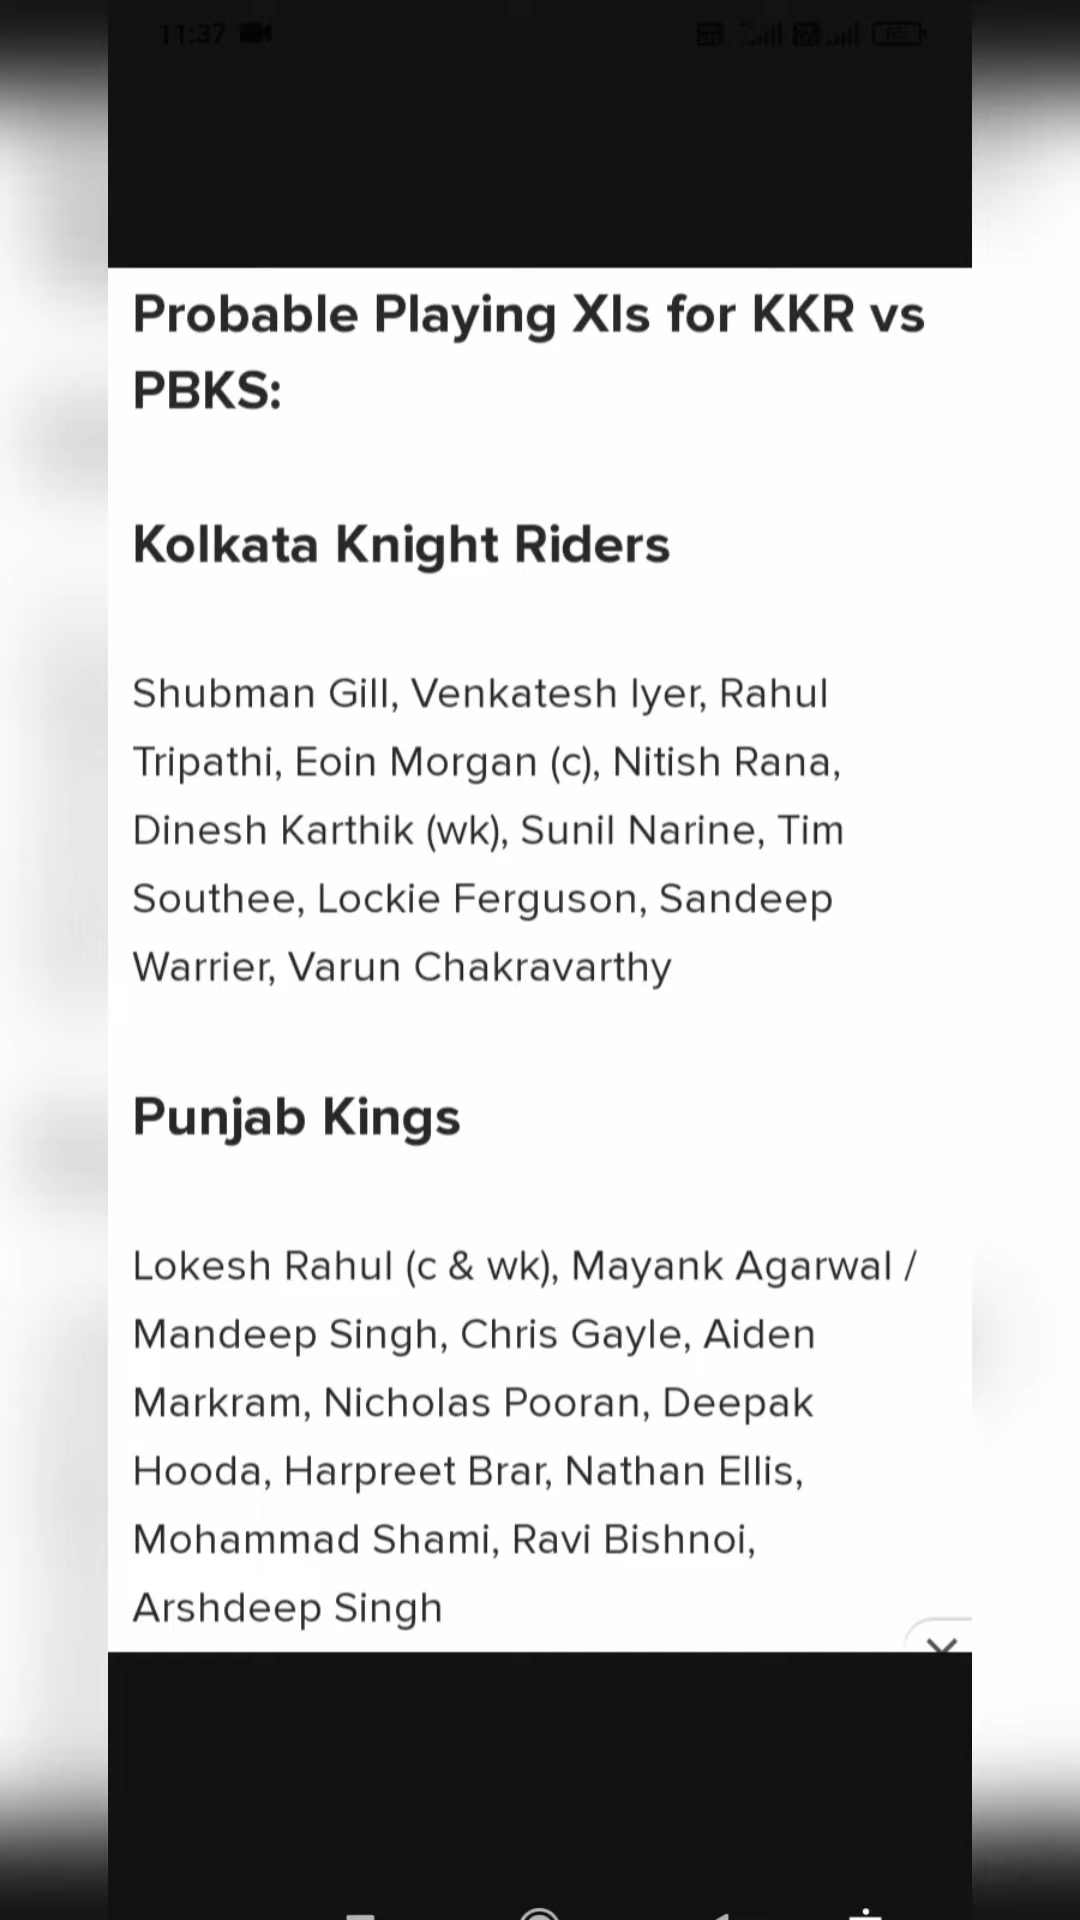 11:37
Probable Playing XIs for KKR vs
PBKS:
Kolkata Knight Riders
Shubman Gill, Venkatesh Iyer, Rahul
Tripathi, Eoin Morgan (c), Nitish Rana,
Dinesh Karthik (wk), Sunil Narine, Tim
Southee, Lockie Ferguson, Sandeep
Warrier, Varun Chakravarthy
Punjab Kings
Lokesh Rahul (c & wk), Mayank Agarwal /
Mandeep Singh, Chris Gayle, Aiden
Markram, Nicholas Pooran, Deepak
Hooda, Harpreet Brar, Nathan Ellis,
Mohammad Shami, Ravi Bishnoi,
Arshdeep Singh